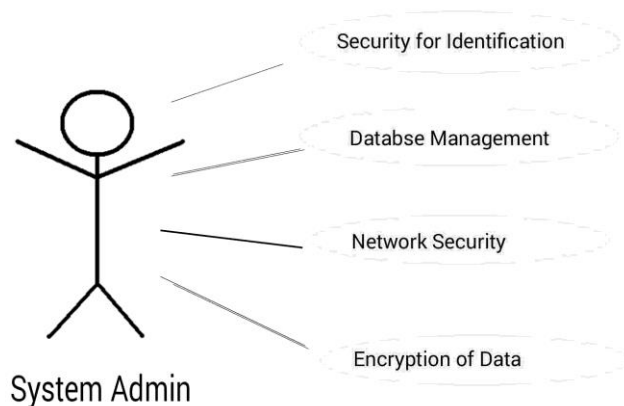 Security for Identification
Databse Management
Network Security
Encryption of Data
System Admin